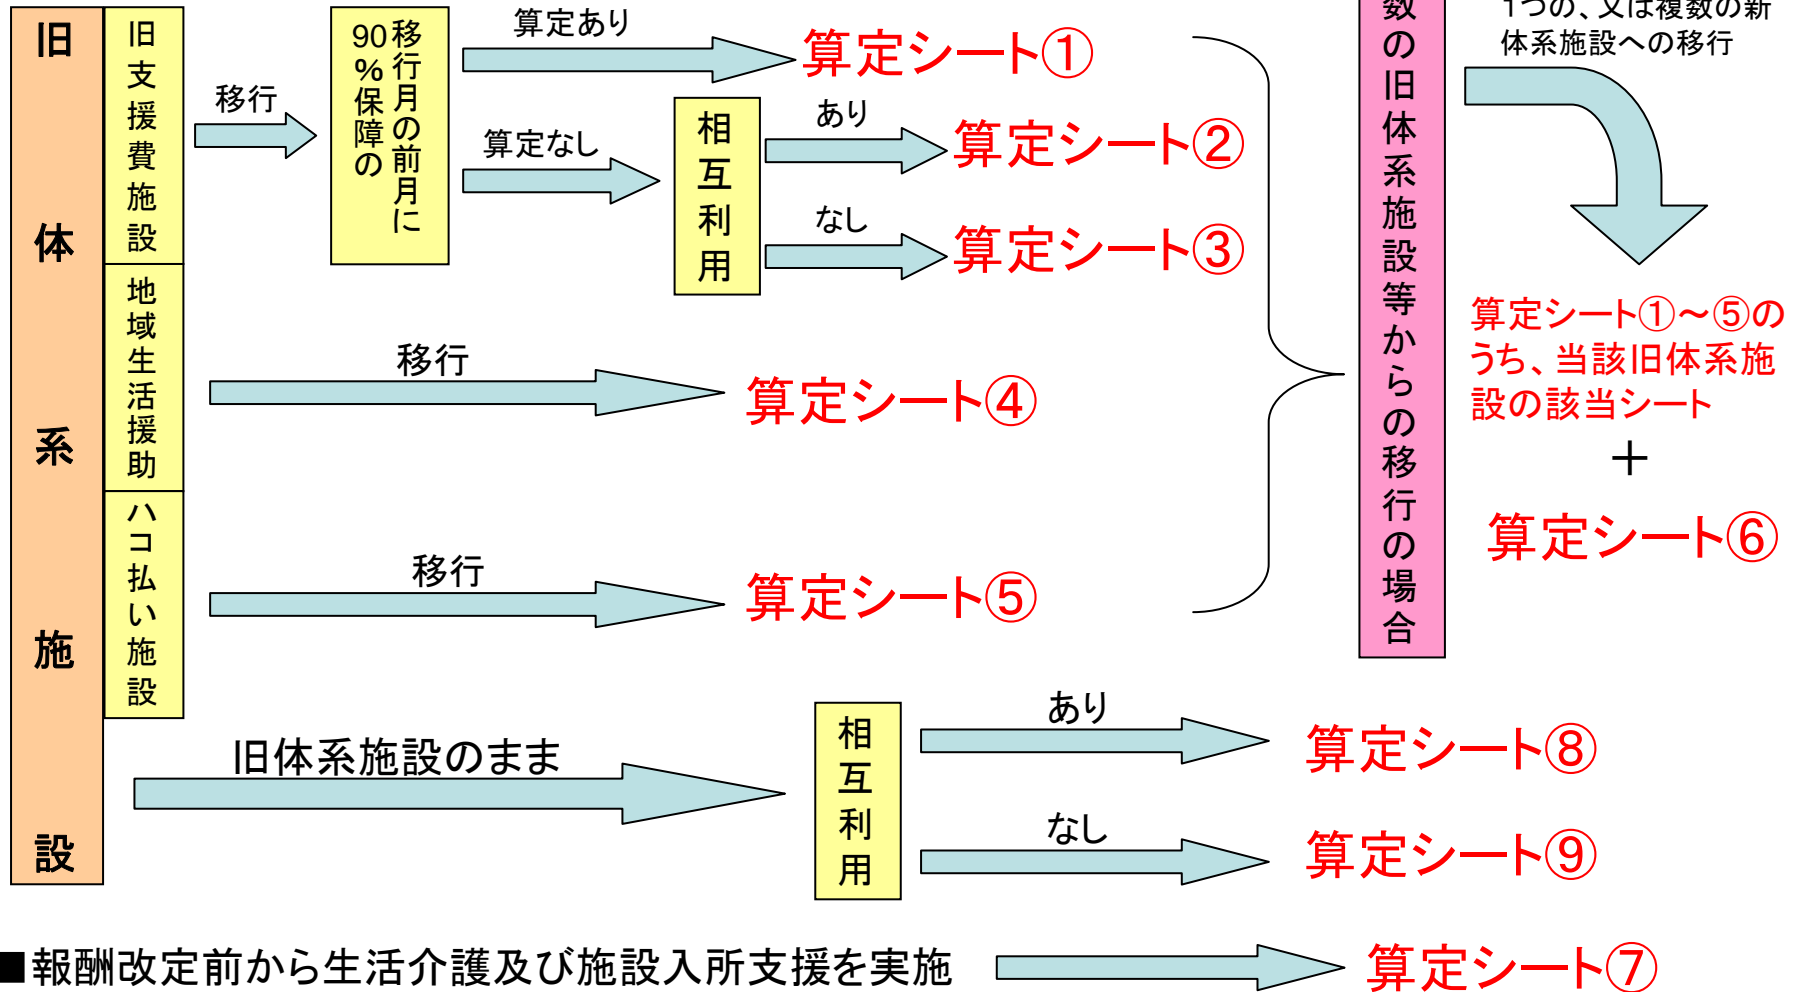 旧体系施設
旧支援費施設
地域生活援助
ハコ払い施設
移行
移行月の前月に
90%保障の
算定あり
算定シート①
算定なし
相互利用
あり
算定シート②
なし
算定シート③
移行
算定シート④
移行
算定シート⑤
数の旧体系施設等からの移行の場合
1つの、又は複数の新
体系施設への移行
算定シート①～⑤の
うち、当該旧体系施
設の該当シート
＋
算定シート⑥
旧体系施設のまま
相互利用
あり
算定シート⑧
なし
算定シート⑨
■報酬改定前から生活介護及び施設入所支援を実施
算定シート⑦